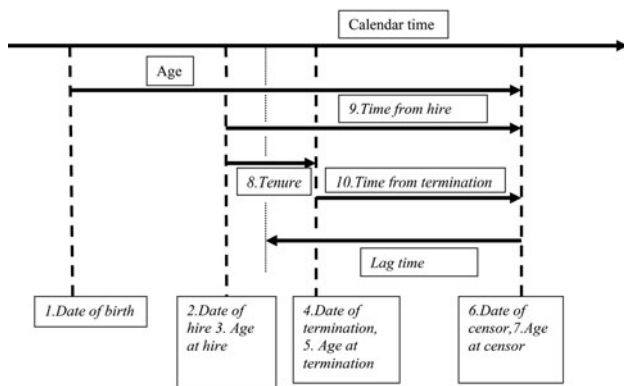 Calendar time
Age
9.Time from hire
8.Tenure
10.Time from termination
Lag time
1.Date of birth
2.Date of
hire 3. Age
at hire
4.Date of
termination,
5. Age at
termination
6.Date of
censor,7.Age
at censor